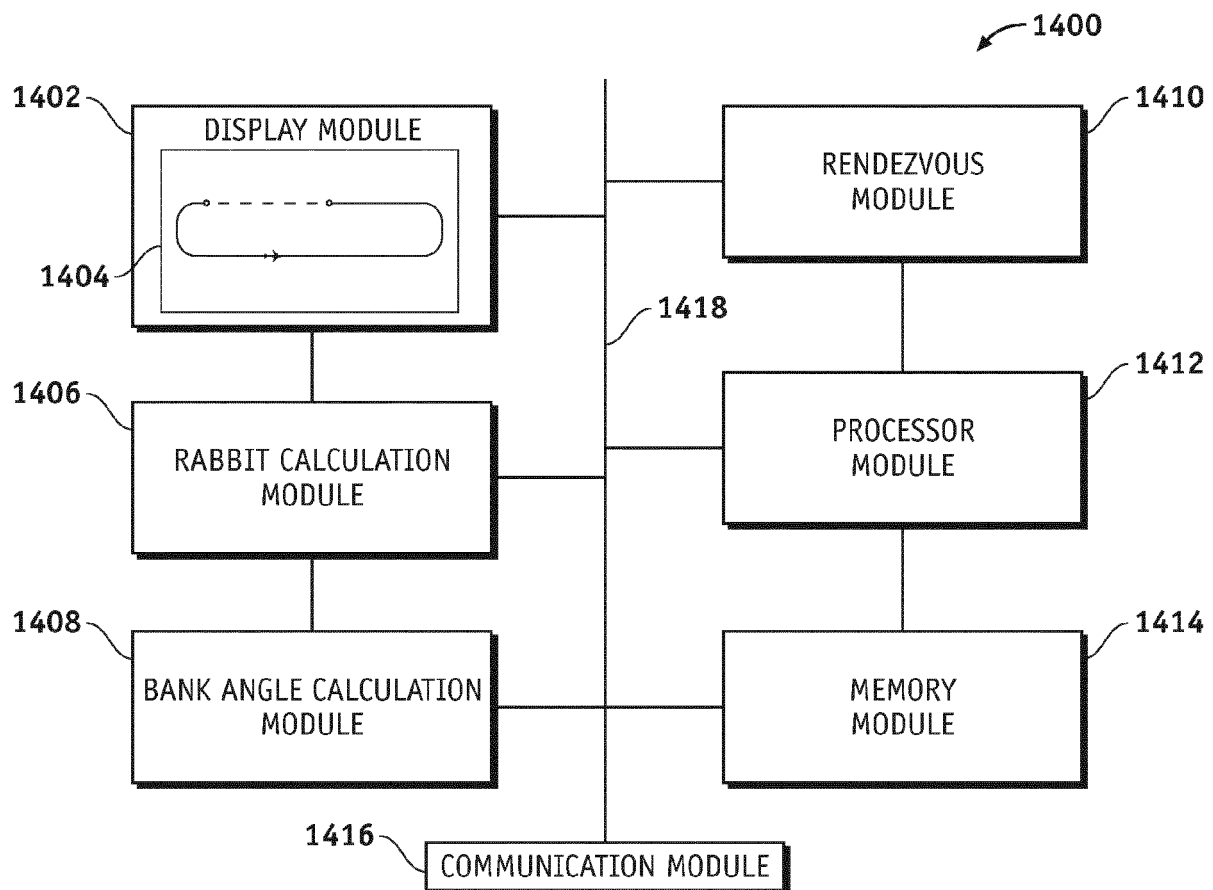 1400
1402
DISPLAY MODULE
1404
1410
RENDEZVOUS
MODULE
1418
1406
RABBIT CALCULATION
MODULE
1412
PROCESSOR
MODULE
1408
BANK ANGLE CALCULATION
MODULE
1414
MEMORY
MODULE
1416
COMMUNICATION MODULE